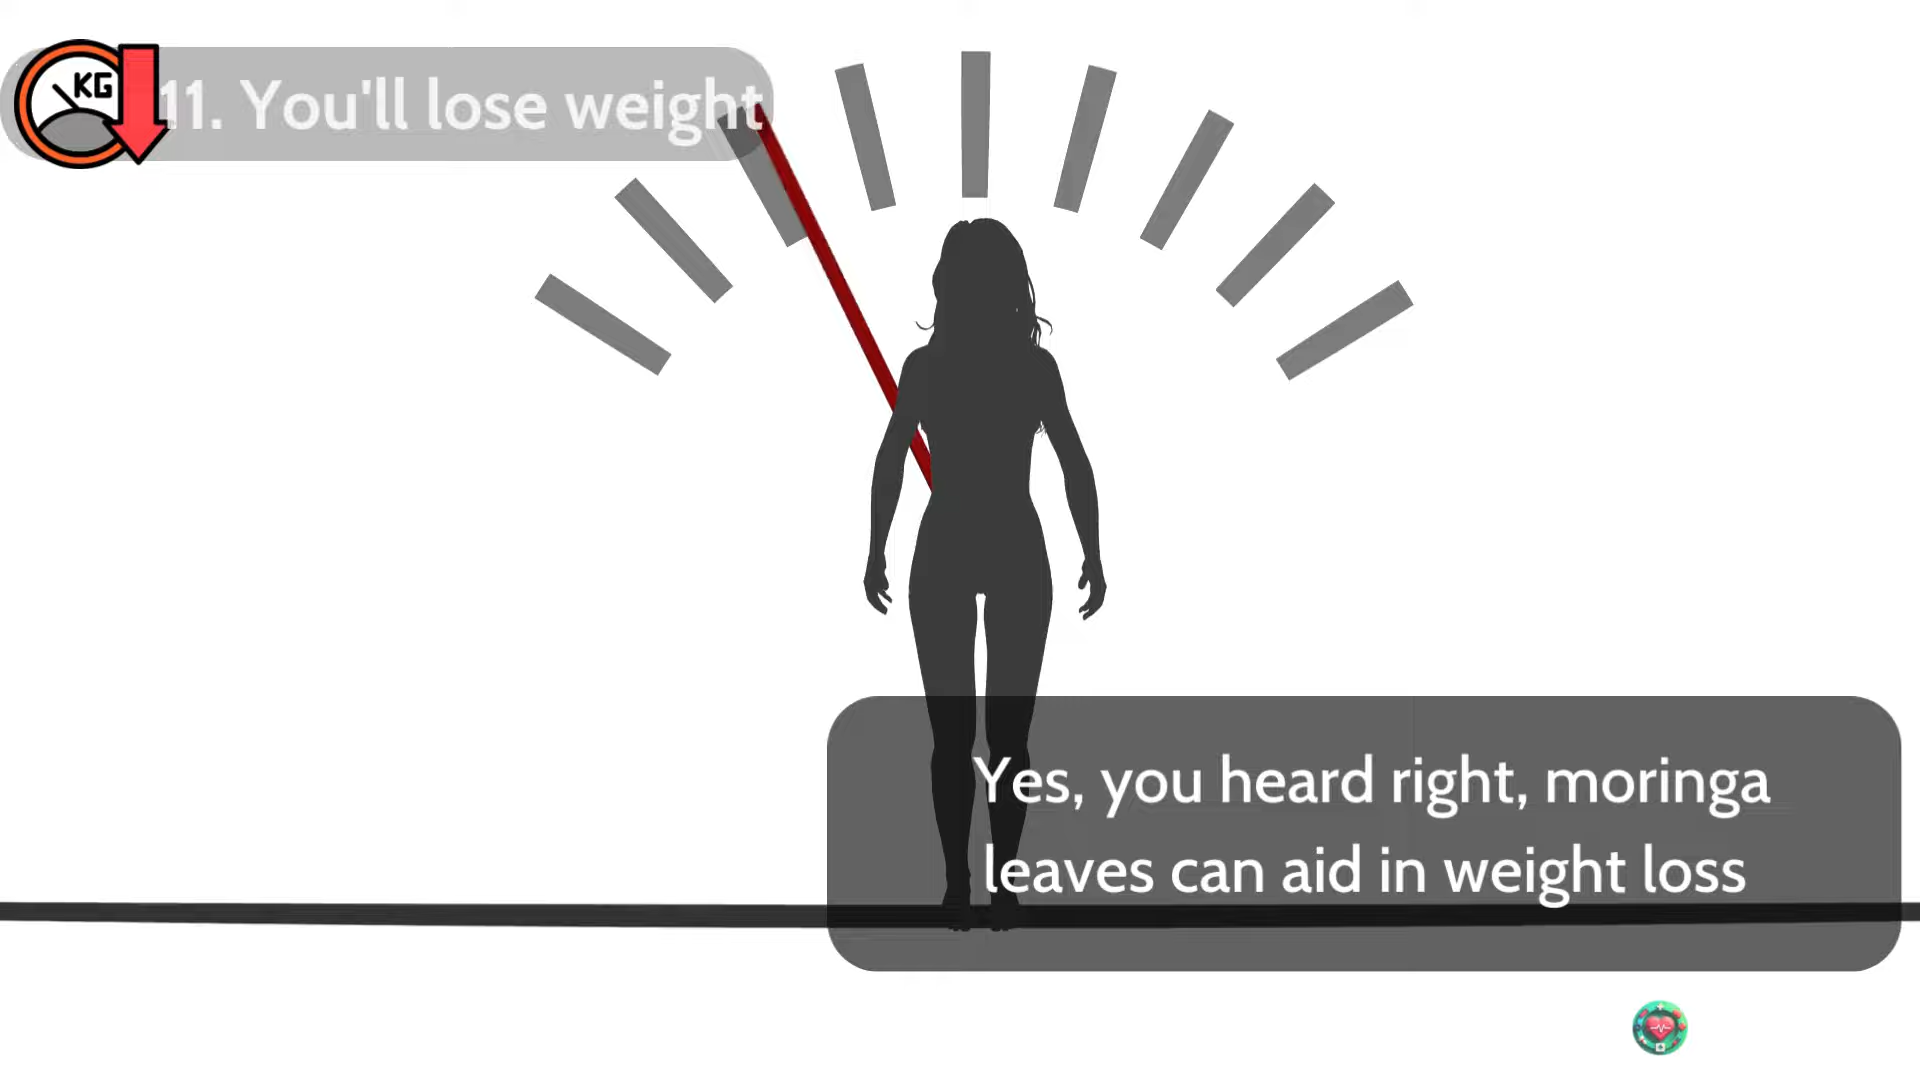 KG
11. You'll lose weight
Yes, you heard right, moringa
leaves can aid in weight loss